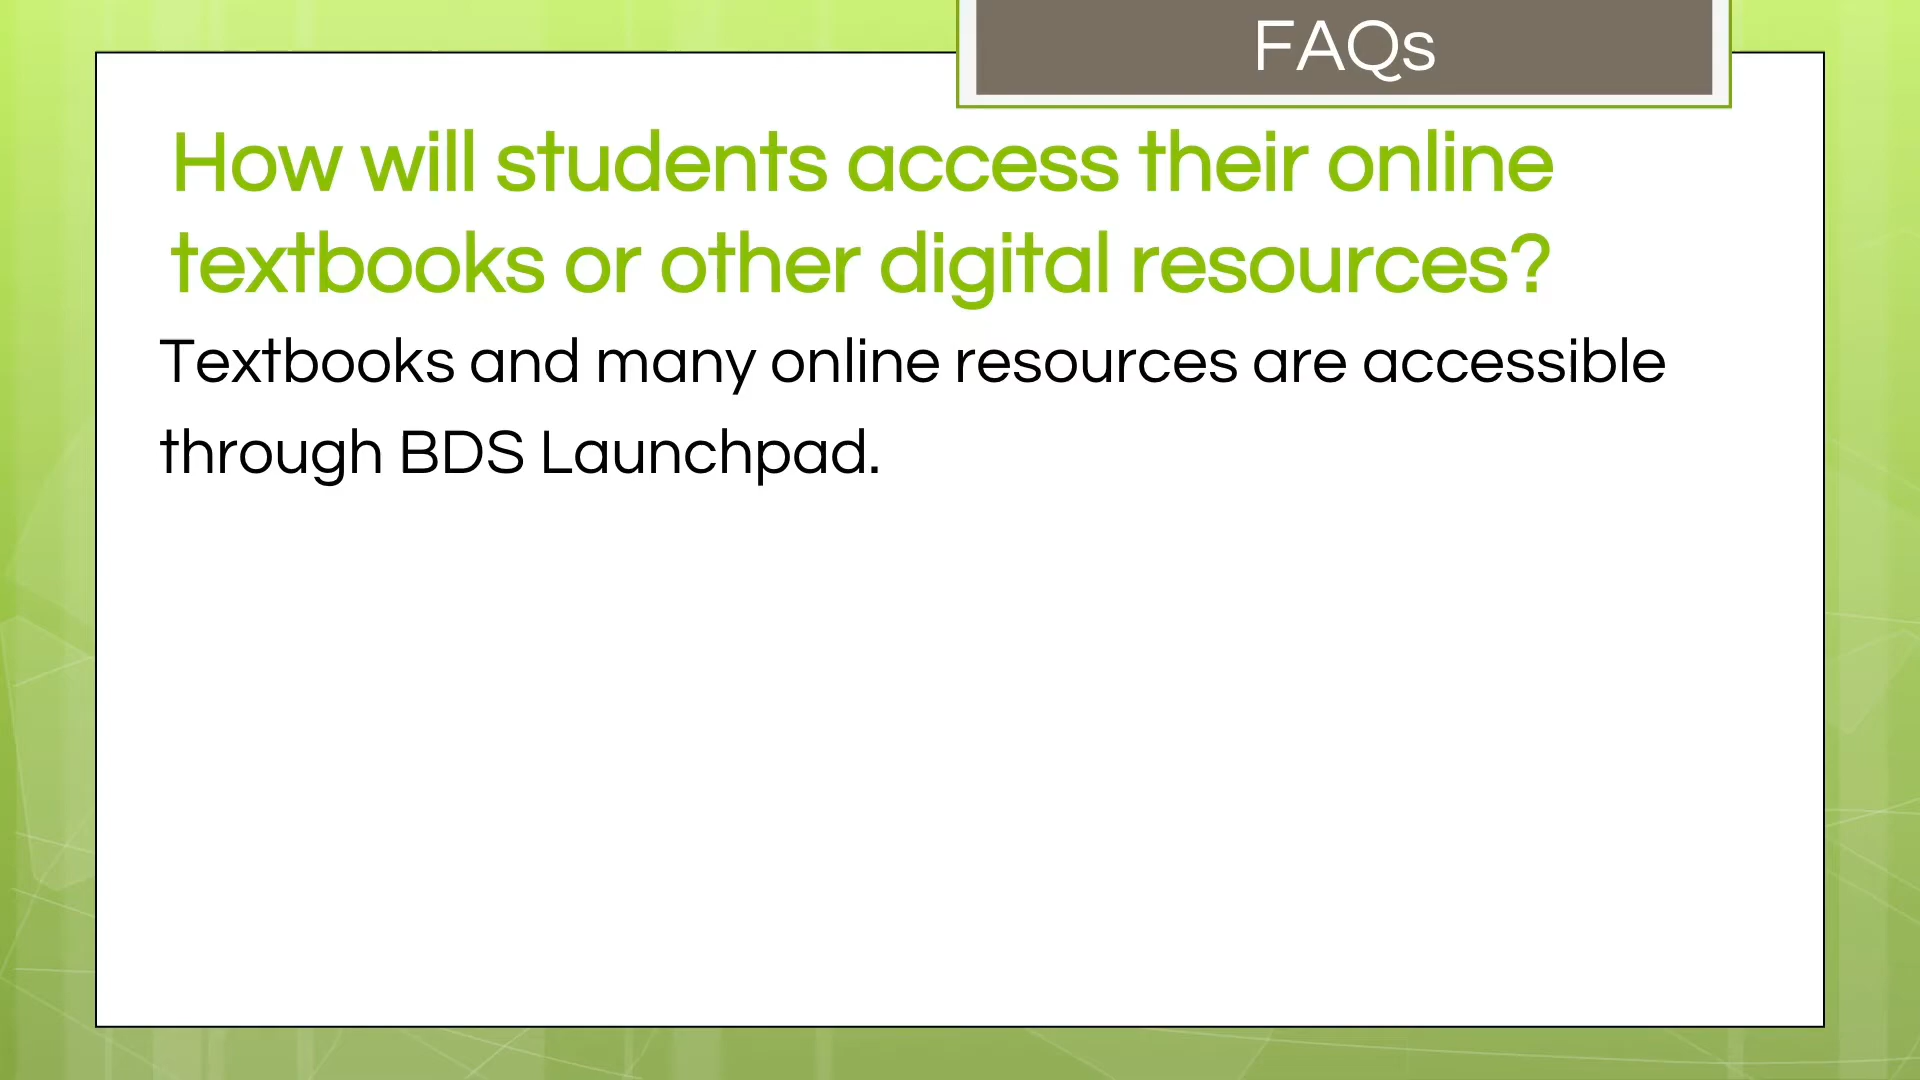 FAQs
How will students access their online
textbooks or other digital resources?
Textbooks and many online resources are accessible
through BDS Launchpad.